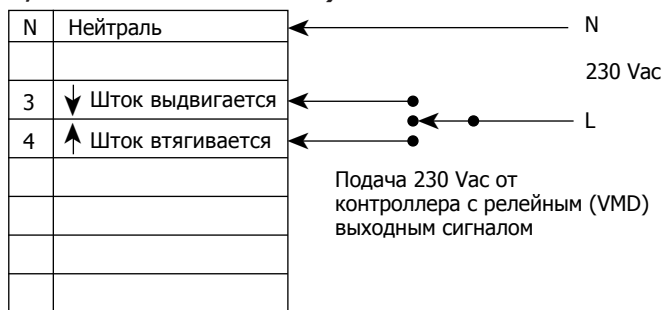 N Нейтраль N
230 Vac
3 Шток выдвигается
L
4 Шток втягивается
Подача 230 Vac от
контроллера с релейным (VMD)
выходным сигналом